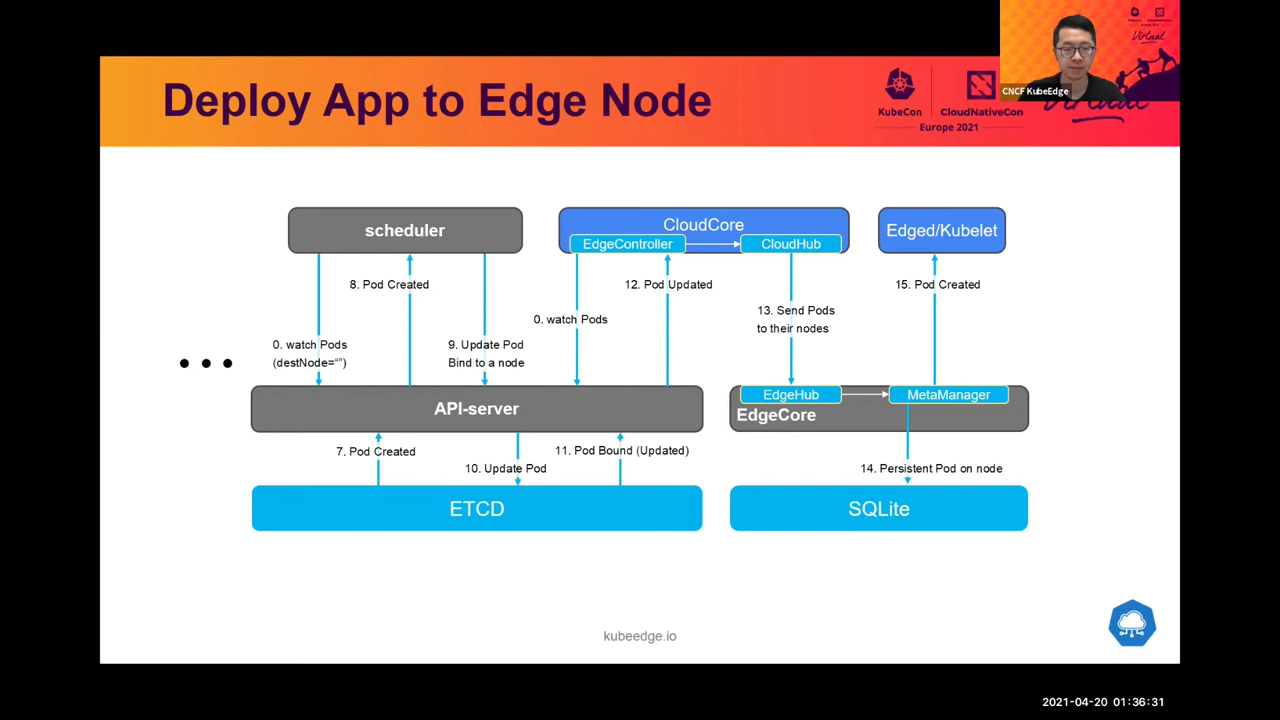 Deploy App to Edge Node
KubeCon
CloudNativeCon
Europe 2021
Virtual
Virtual
CNCF KubeEdge
scheduler
CloudCore
EdgeController
CloudHub
Edged/Kubelet
8. Pod Created
12. Pod Updated
15. Pod Created
13. Send Pods
to their nodes
0. watch Pods
0. watch Pods
(destNode=“”)
9. Update Pod
Bind to a node
• • •
API-server
EdgeHub
MetaManager
EdgeCore
7. Pod Created
10. Update Pod
11. Pod Bound (Updated)
14. Persistent Pod on node
ETCD
SQLite
kubeedge.io
2021-04-20 01:36:31